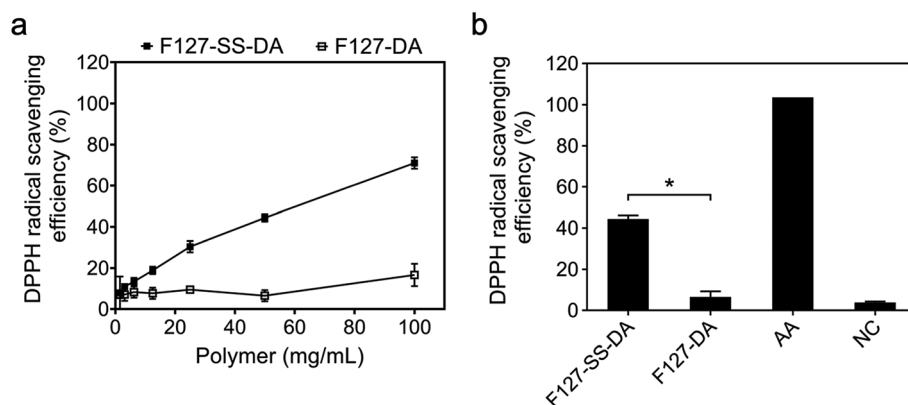 a
F127-SS-DA
F127-DA
DPPH radical scavenging
efficiency (%)
120
100
80
60
40
20
0
0
20
40
60
80
100
Polymer (mg/mL)
b
DPPH radical scavenging
efficiency (%)
120
100
80
60
40
20
0
*
F127-SS-DA
F127-DA
AA
NC